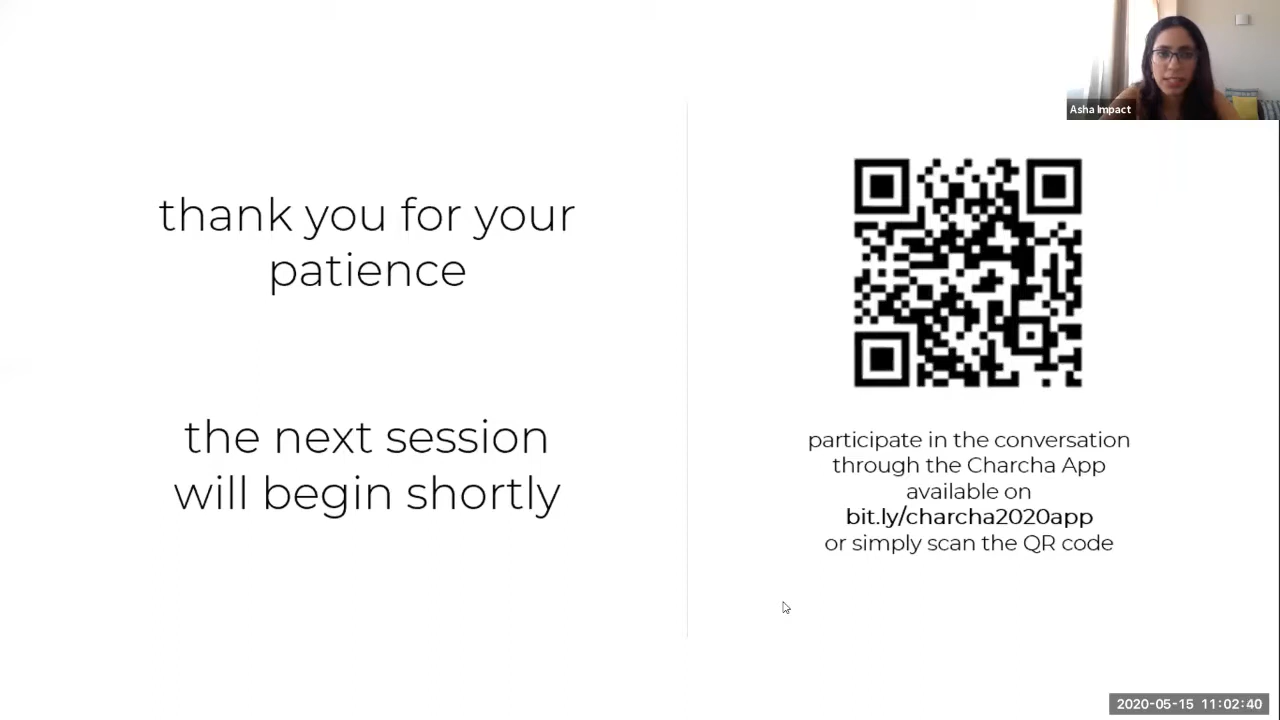 Asha Impact
thank you for your
patience
the next session
will begin shortly
participate in the conversation
through the Charcha App
available on
bit.ly/charcha2020app
or simply scan the QR code
2020-05-15 11:02:40